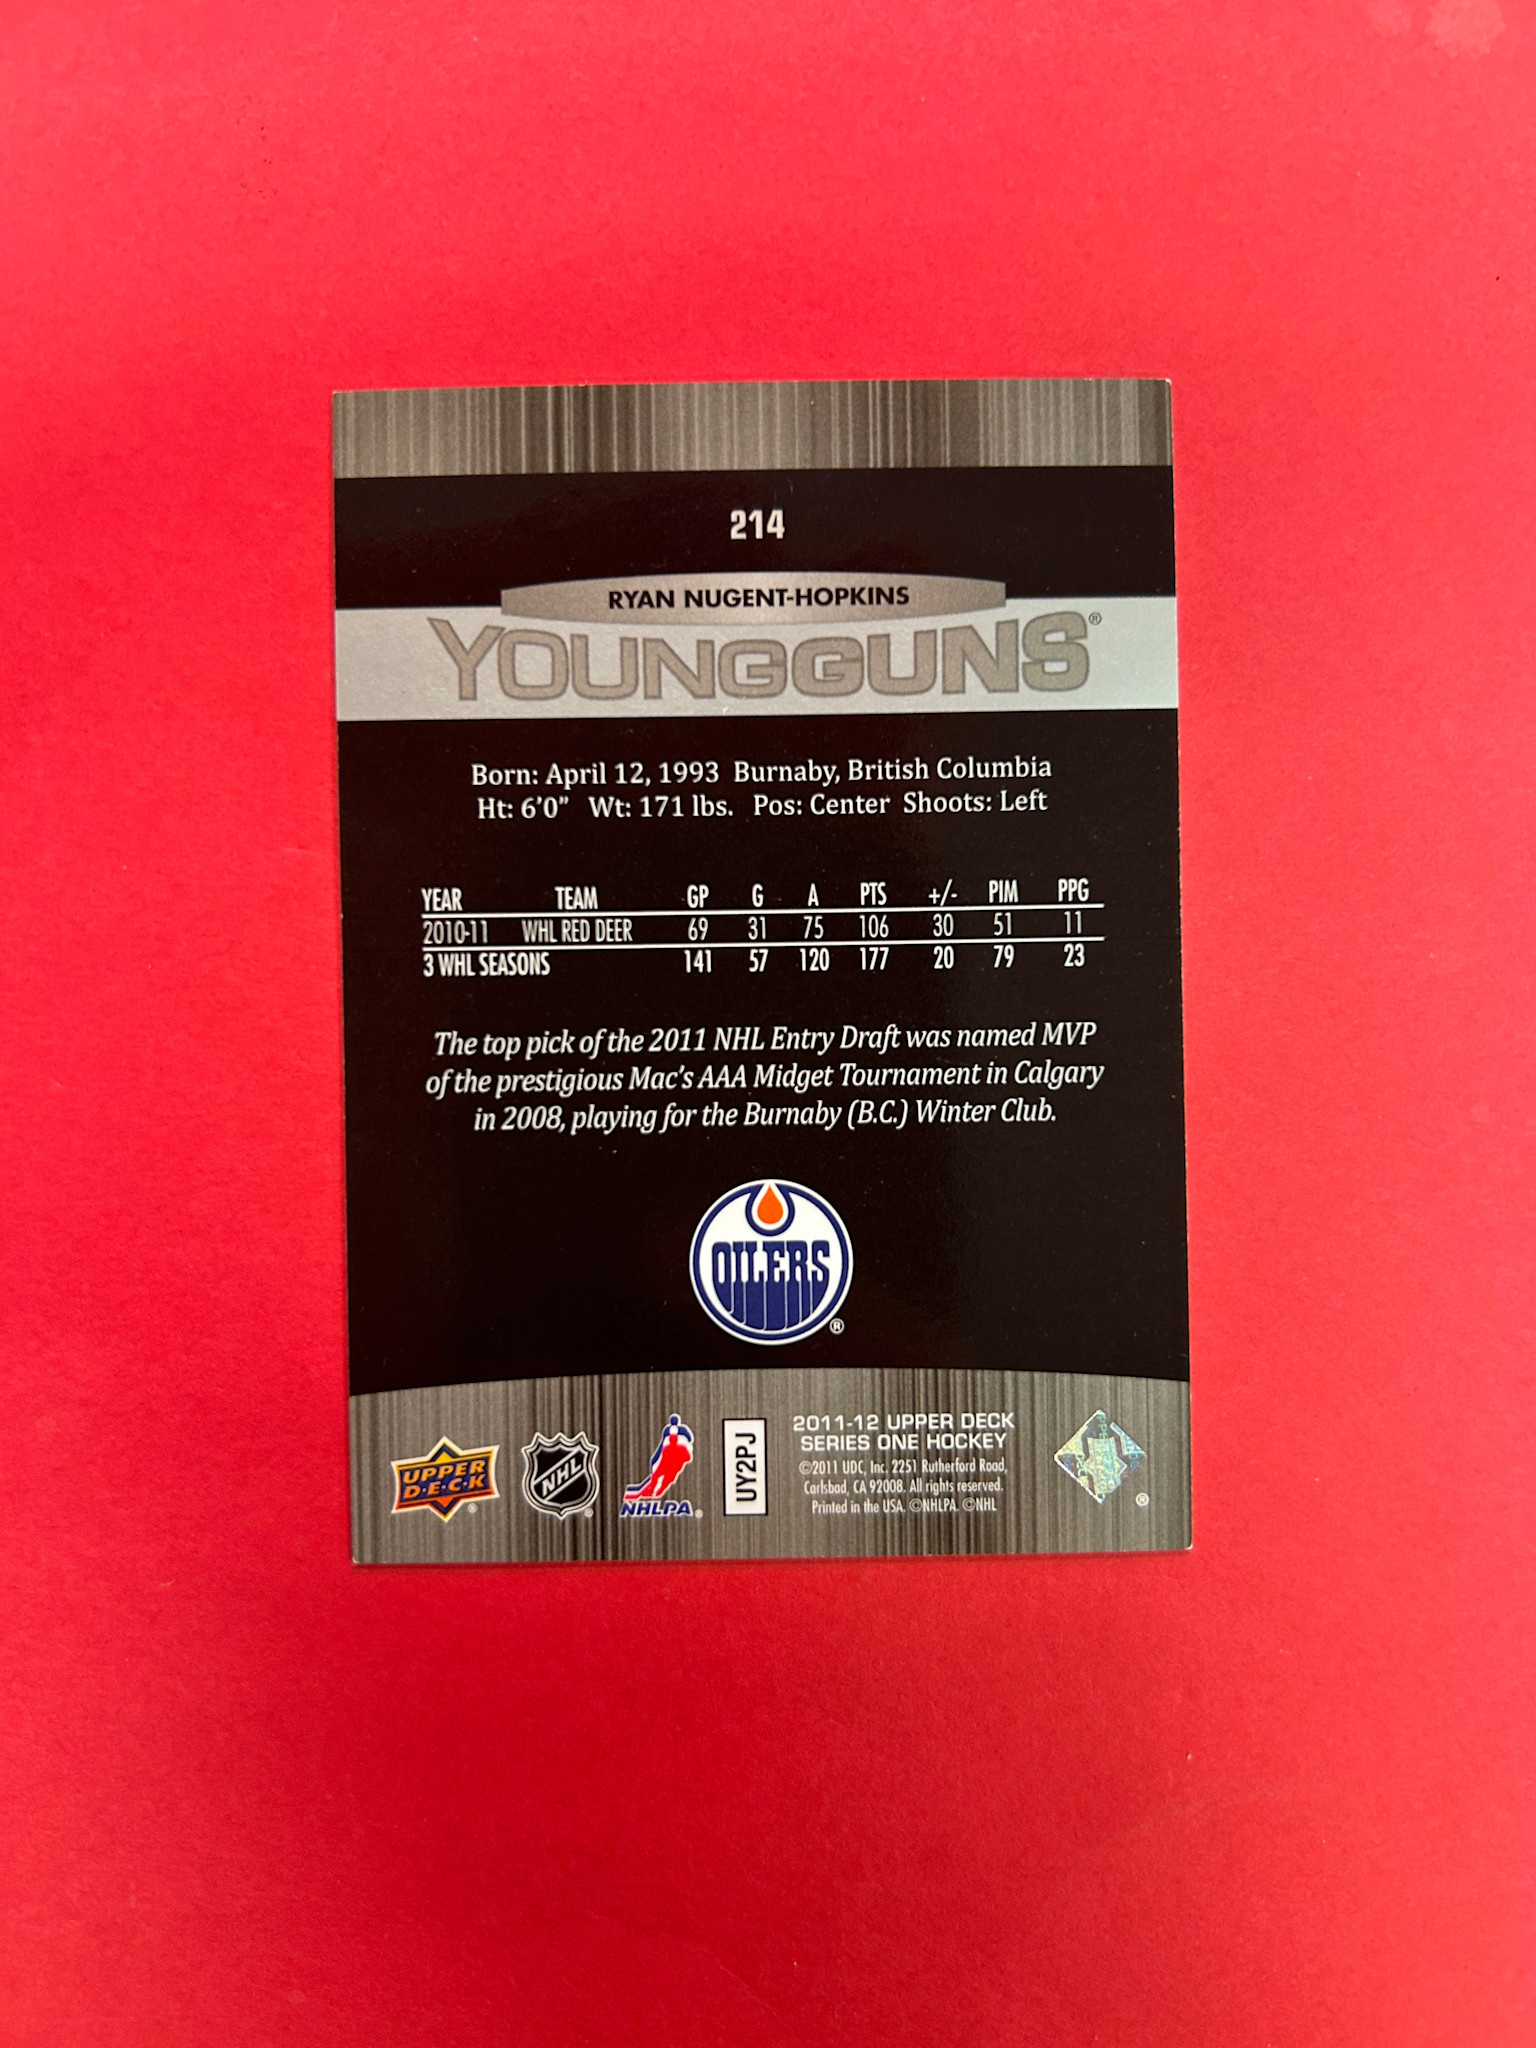 214
RYAN NUGENT-HOPKINS
YOUNGGUNS®
Born: April 12, 1993 Burnaby, British Columbia
Ht: 6'0” Wt: 171 lbs. Pos: Center Shoots: Left
YEAR TEAM GP G A PTS +/- PIM PPG
2010-11 WHL RED DEER 69 31 75 106 30 51 11
3 WHL SEASONS 141 57 120 177 20 79 23
The top pick of the 2011 NHL Entry Draft was named MVP
of the prestigious Mac's AAA Midget Tournament in Calgary
in 2008, playing for the Burnaby (B.C.) Winter Club.
OILERS
®
UPPER
D·E·C·K
®
NHL
NHLPA®
UY2PJ
2011-12 UPPER DECK
SERIES ONE HOCKEY
©2011 UDC, Inc. 2251 Rutherford Road,
Carlsbad, CA 92008. All rights reserved.
Printed in the USA. ©NHLPA. ©NHL
®